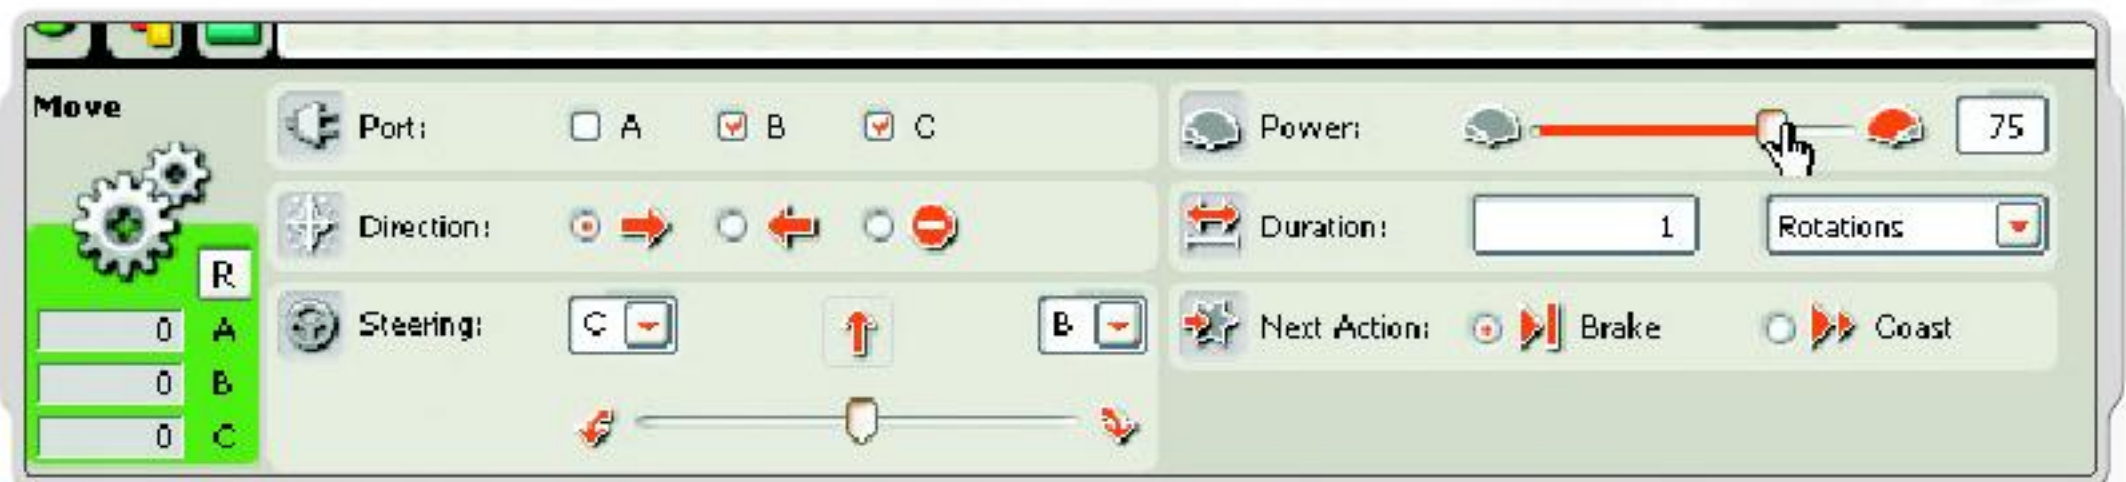 Move
R
0 A
0 B
0 C
Port: A B C
Direction:
Steering: C B
Power: 75
Duration: 1 Rotations
Next Action: Brake Coast